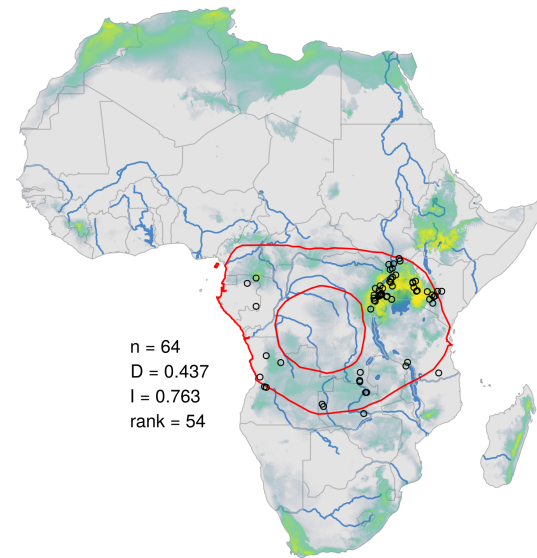 n = 64
D = 0.437
I = 0.763
rank = 54